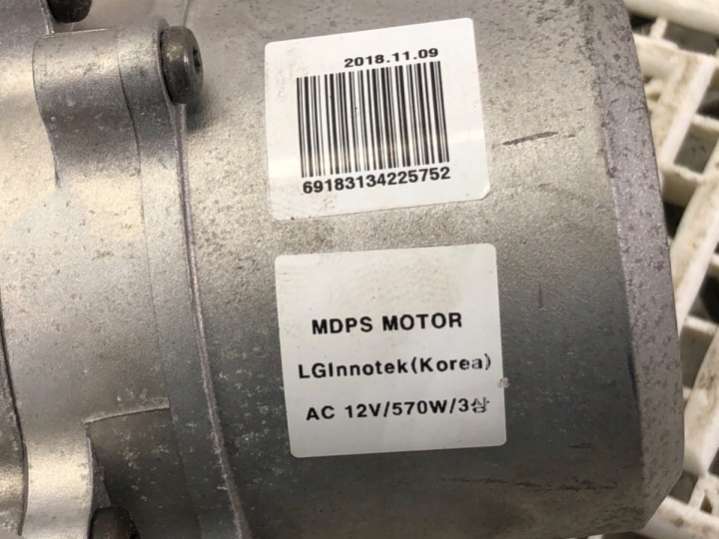 2018.11.09
69183134225752
MDPS MOTOR
LGInnotek(Korea)
AC 12V/570W/3상